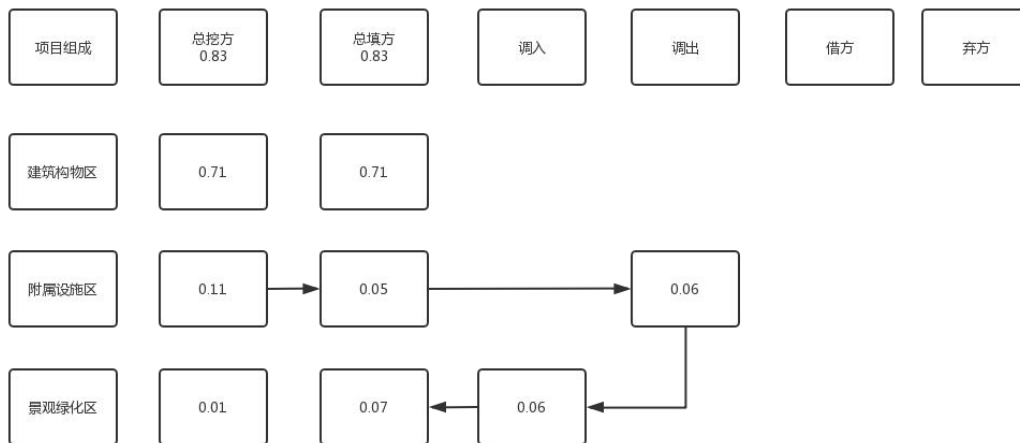 项目组成
总挖方
0.83
总填方
0.83
调入
调出
借方
弃方
建筑构物区
0.71
0.71
附属设施区
0.11
0.05
0.06
景观绿化区
0.01
0.07
0.06